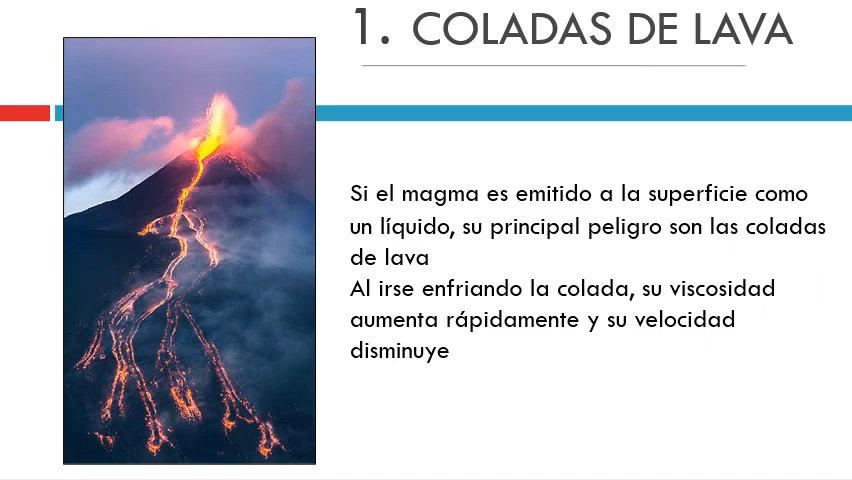 1. COLADAS DE LAVA
Si el magma es emitido a la superficie como
un líquido, su principal peligro son las coladas
de lava
Al irse enfriando la colada, su viscosidad
aumenta rápidamente y su velocidad
disminuye